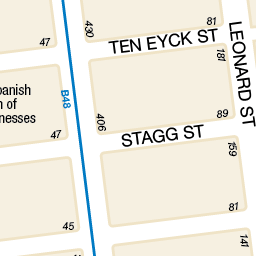 430
81
TEN EYCK ST
LEONARD ST
47
181
panish
n of
nesses
B48
406
89
47
STAGG ST
159
81
45
141